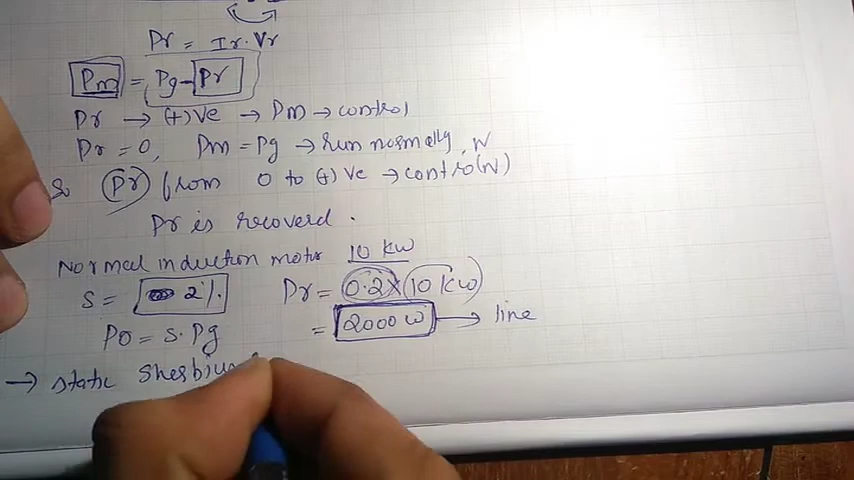 Pr = Ir. Vr
Pm = Pg - Pr
Pr → (+)ve → Pm → control
Pr = 0, Pm = Pg → run normally, N
So Pr from 0 to (+)ve → control(N)
Pr is recoverd.
Normal induction motor 10 kw
S = 2%. Pr = 0.2 x 10 kw
Po = S. Pg = 2000 w → line
→ static Sherbiu